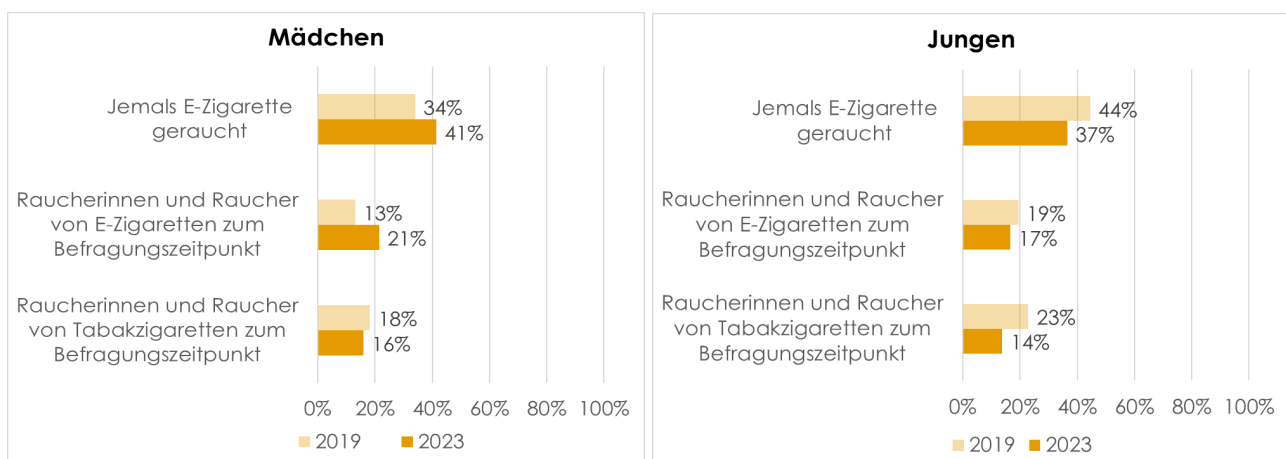 Mädchen
Jemals E-Zigarette
geraucht
34%
41%
Raucherinnen und Raucher
von E-Zigaretten zum
Befragungszeitpunkt
13%
21%
Raucherinnen und Raucher
von Tabakzigaretten zum
Befragungszeitpunkt
18%
16%
0% 20% 40% 60% 80% 100%
2019 2023
Jungen
Jemals E-Zigarette
geraucht
44%
37%
Raucherinnen und Raucher
von E-Zigaretten zum
Befragungszeitpunkt
19%
17%
Raucherinnen und Raucher
von Tabakzigaretten zum
Befragungszeitpunkt
23%
14%
0% 20% 40% 60% 80% 100%
2019 2023